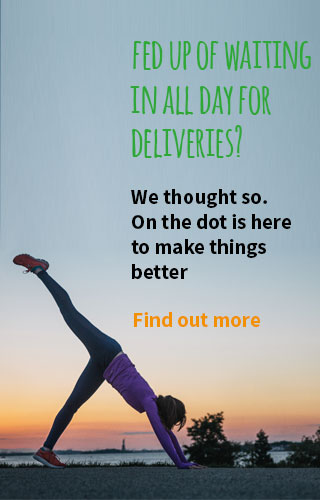 FED UP OF WAITING
IN ALL DAY FOR
DELIVERIES?
We thought so.
On the dot is here
to make things
better
Find out more